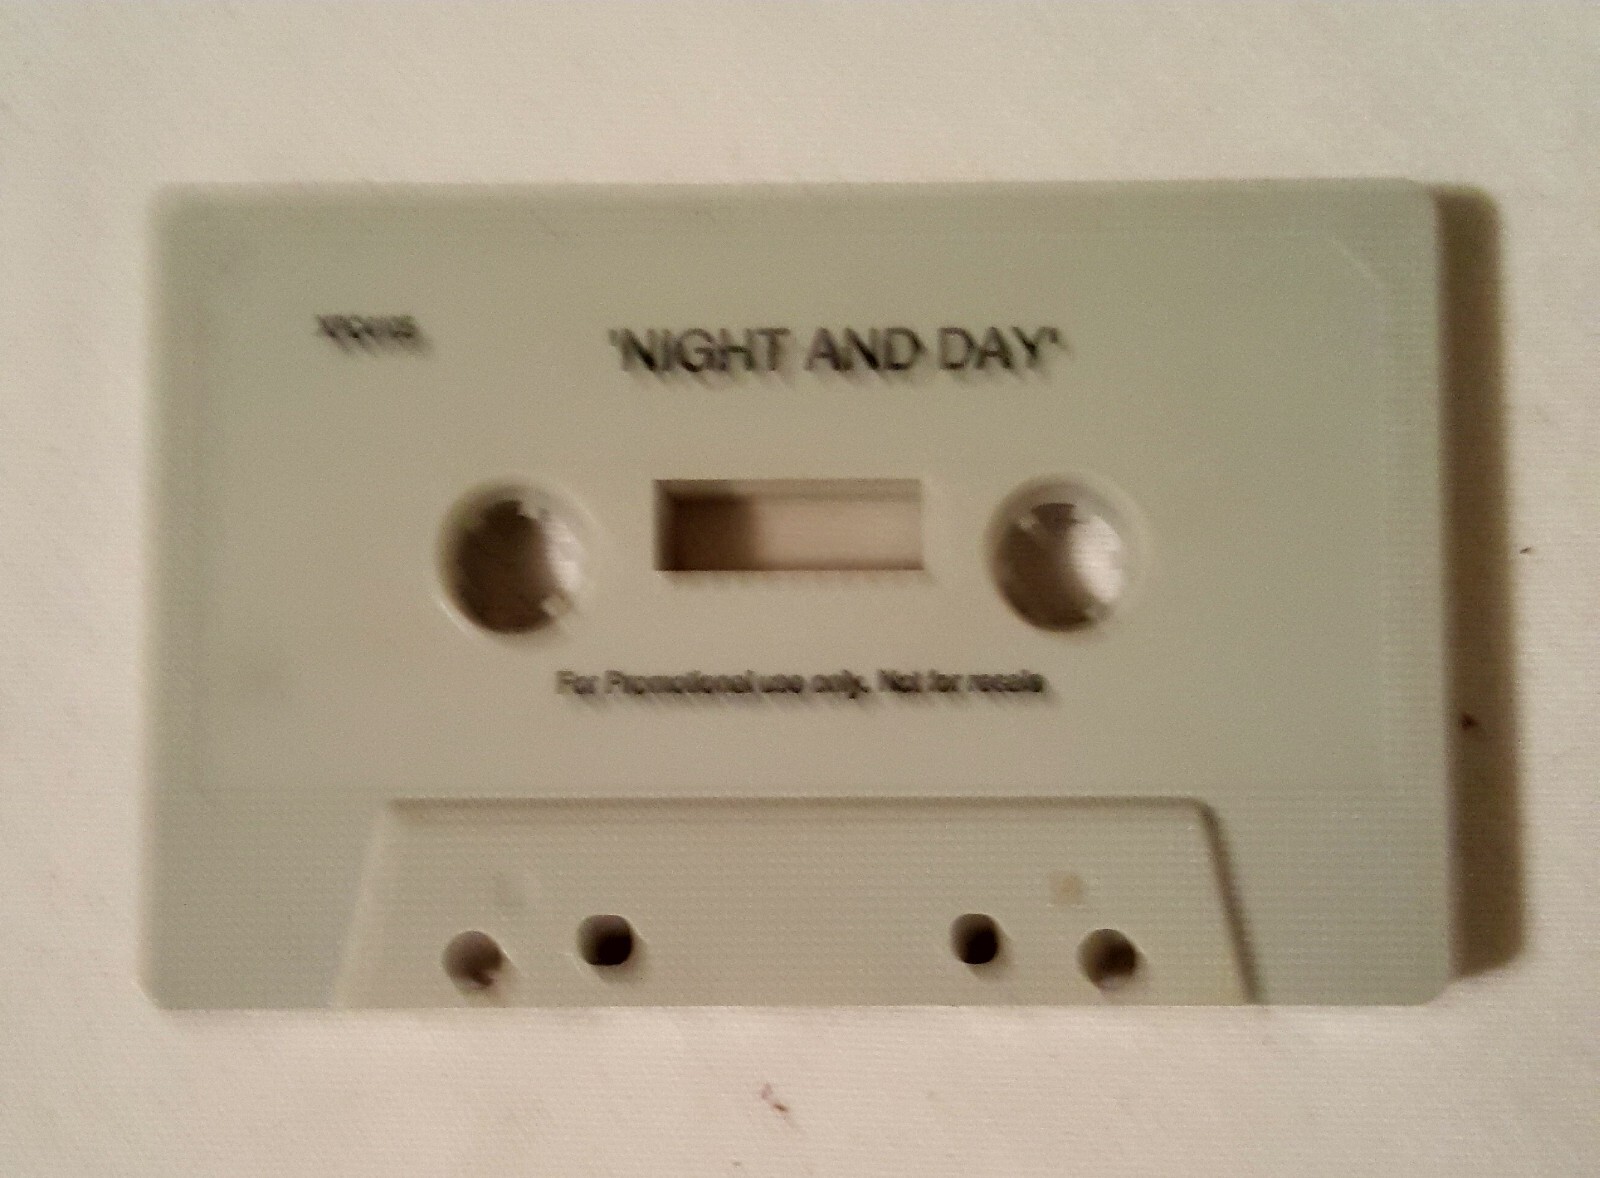 'NIGHT AND DAY'
For Promotional use only. Not for resale